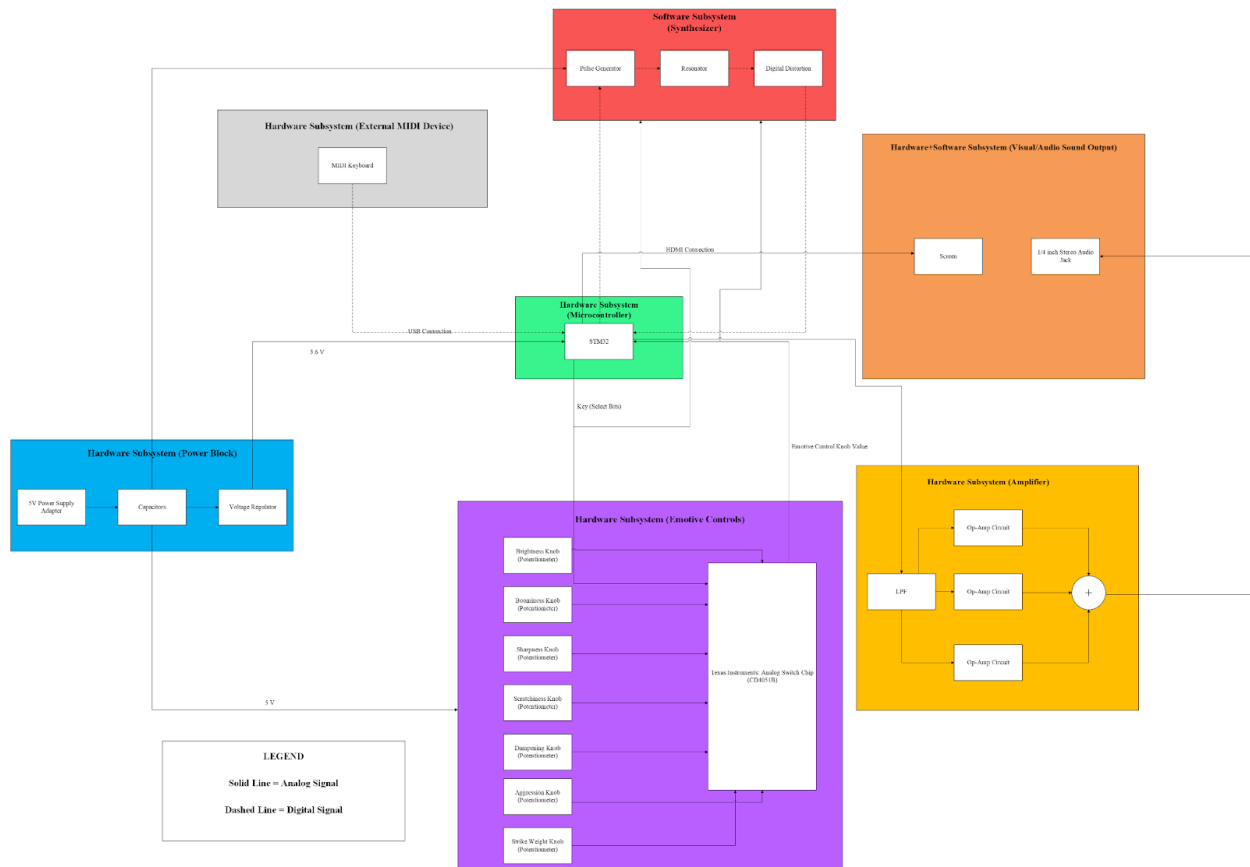 Software Subsystem
(Synthesizer)
Pulse Generator
Resonator
Digital Distortion
Hardware Subsystem (External MIDI Device)
MIDI Keyboard
Hardware+Software Subsystem (Visual/Audio Sound Output)
Screen
1/4 inch Stereo Audio
Jack
HDMI Connection
Hardware Subsystem
(Microcontroller)
STM32
USB Connection
3.6 V
Key (Select Bits)
Emotive Control Knob Value
Hardware Subsystem (Power Block)
5V Power Supply
Adapter
Capacitors
Voltage Regulator
Hardware Subsystem (Amplifier)
Op-Amp Circuit
LPF
Op-Amp Circuit
+
Op-Amp Circuit
Hardware Subsystem (Emotive Controls)
Brightness Knob
(Potentiometer)
Boominess Knob
(Potentiometer)
Sharpness Knob
(Potentiometer)
Scratchiness Knob
(Potentiometer)
Dampening Knob
(Potentiometer)
Aggression Knob
(Potentiometer)
Strike Weight Knob
(Potentiometer)
Texas Instruments: Analog Switch Chip
(CD4051B)
5 V
LEGEND
Solid Line = Analog Signal
Dashed Line = Digital Signal